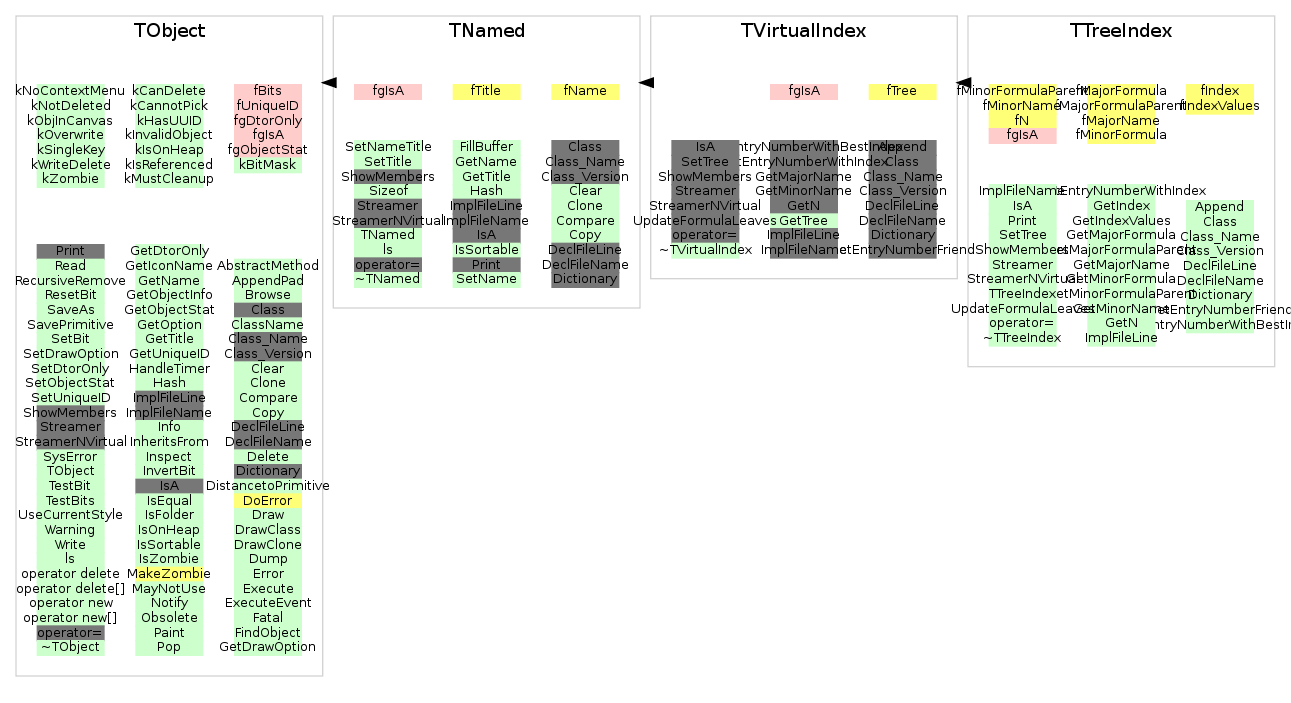 TObject
kNoContextMenu
kNotDeleted
kObjInCanvas
kOverwrite
kSingleKey
kWriteDelete
kZombie
kCanDelete
kCannotPick
kHasUUID
kInvalidObject
kIsOnHeap
kIsReferenced
kMustCleanup
fBits
fUniqueID
fgDtorOnly
fgIsA
fgObjectStat
kBitMask
Print
Read
RecursiveRemove
ResetBit
SaveAs
SavePrimitive
SetBit
SetDrawOption
SetDtorOnly
SetObjectStat
SetUniqueID
ShowMembers
Streamer
StreamerNVirtual
SysError
TObject
TestBit
TestBits
UseCurrentStyle
Warning
Write
ls
operator delete
operator delete[]
operator new
operator new[]
operator=
~TObject
GetDtorOnly
GetIconName
GetName
GetObjectInfo
GetObjectStat
GetOption
GetTitle
GetUniqueID
HandleTimer
Hash
ImplFileLine
ImplFileName
Info
InheritsFrom
Inspect
InvertBit
IsA
IsEqual
IsFolder
IsOnHeap
IsSortable
IsZombie
MakeZombie
MayNotUse
Notify
Obsolete
Paint
Pop
AbstractMethod
AppendPad
Browse
Class
ClassName
Class_Name
Class_Version
Clear
Clone
Compare
Copy
DeclFileLine
DeclFileName
Delete
Dictionary
DistancetoPrimitive
DoError
Draw
DrawClass
DrawClone
Dump
Error
Execute
ExecuteEvent
Fatal
FindObject
GetDrawOption
TNamed
fgIsA
fTitle
fName
SetNameTitle
SetTitle
ShowMembers
Sizeof
Streamer
StreamerNVirtual
TNamed
ls
operator=
~TNamed
FillBuffer
GetName
GetTitle
Hash
ImplFileLine
ImplFileName
IsA
IsSortable
Print
SetName
Class
Class_Name
Class_Version
Clear
Clone
Compare
Copy
DeclFileLine
DeclFileName
Dictionary
TVirtualIndex
fgIsA
fTree
IsA
SetTree
ShowMembers
Streamer
StreamerNVirtual
UpdateFormulaLeaves
operator=
~TVirtualIndex
ntryNumberWithBestIndex
tEntryNumberWithIndex
GetMajorName
GetMinorName
GetN
GetTree
ImplFileLine
ImplFileName
Append
Class
Class_Name
Class_Version
DeclFileLine
DeclFileName
Dictionary
etEntryNumberFriend
TTreeIndex
fMinorFormulaParent
fMinorName
fN
fgIsA
fMajorFormula
fMajorFormulaParent
fMajorName
fMinorFormula
fIndex
fIndexValues
ImplFileName
IsA
Print
SetTree
ShowMembers
Streamer
StreamerNVirtual
TTreeIndex
UpdateFormulaLeaves
operator=
~TTreeIndex
tEntryNumberWithIndex
GetIndex
GetIndexValues
GetMajorFormula
etMajorFormulaParent
GetMajorName
GetMinorFormula
etMinorFormulaParent
GetMinorName
GetN
ImplFileLine
Append
Class
Class_Name
Class_Version
DeclFileLine
DeclFileName
Dictionary
etEntryNumberFriend
ntryNumberWithBestIn